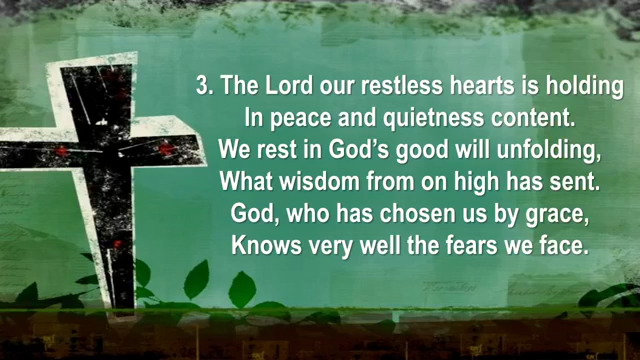 3. The Lord our restless hearts is holding
In peace and quietness content.
We rest in God’s good will unfolding,
What wisdom from on high has sent.
God, who has chosen us by grace,
Knows very well the fears we face.